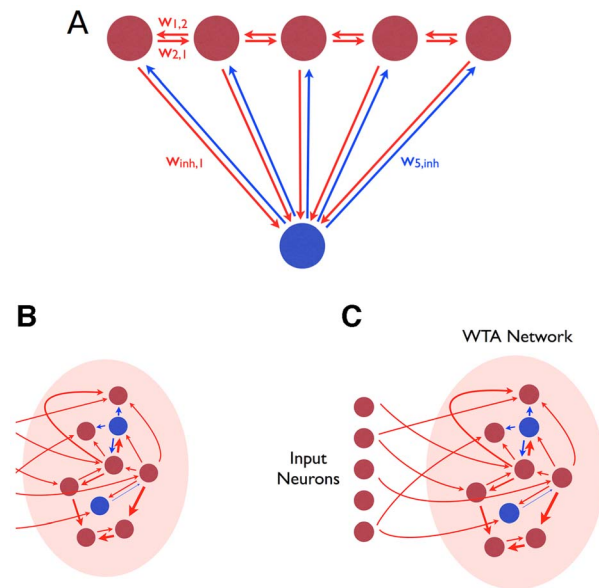 A
w1,2
w2,1
winh,1
w5,inh
B
C
WTA Network
Input
Neurons